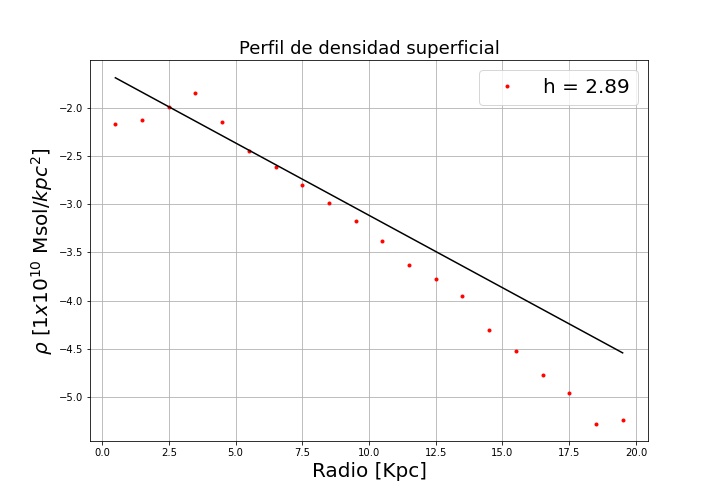 Perfil de densidad superficial
h = 2.89
ρ [1x10^10 Msol/kpc^2]
−2.0
−2.5
−3.0
−3.5
−4.0
−4.5
−5.0
0.0 2.5 5.0 7.5 10.0 12.5 15.0 17.5 20.0
Radio [Kpc]